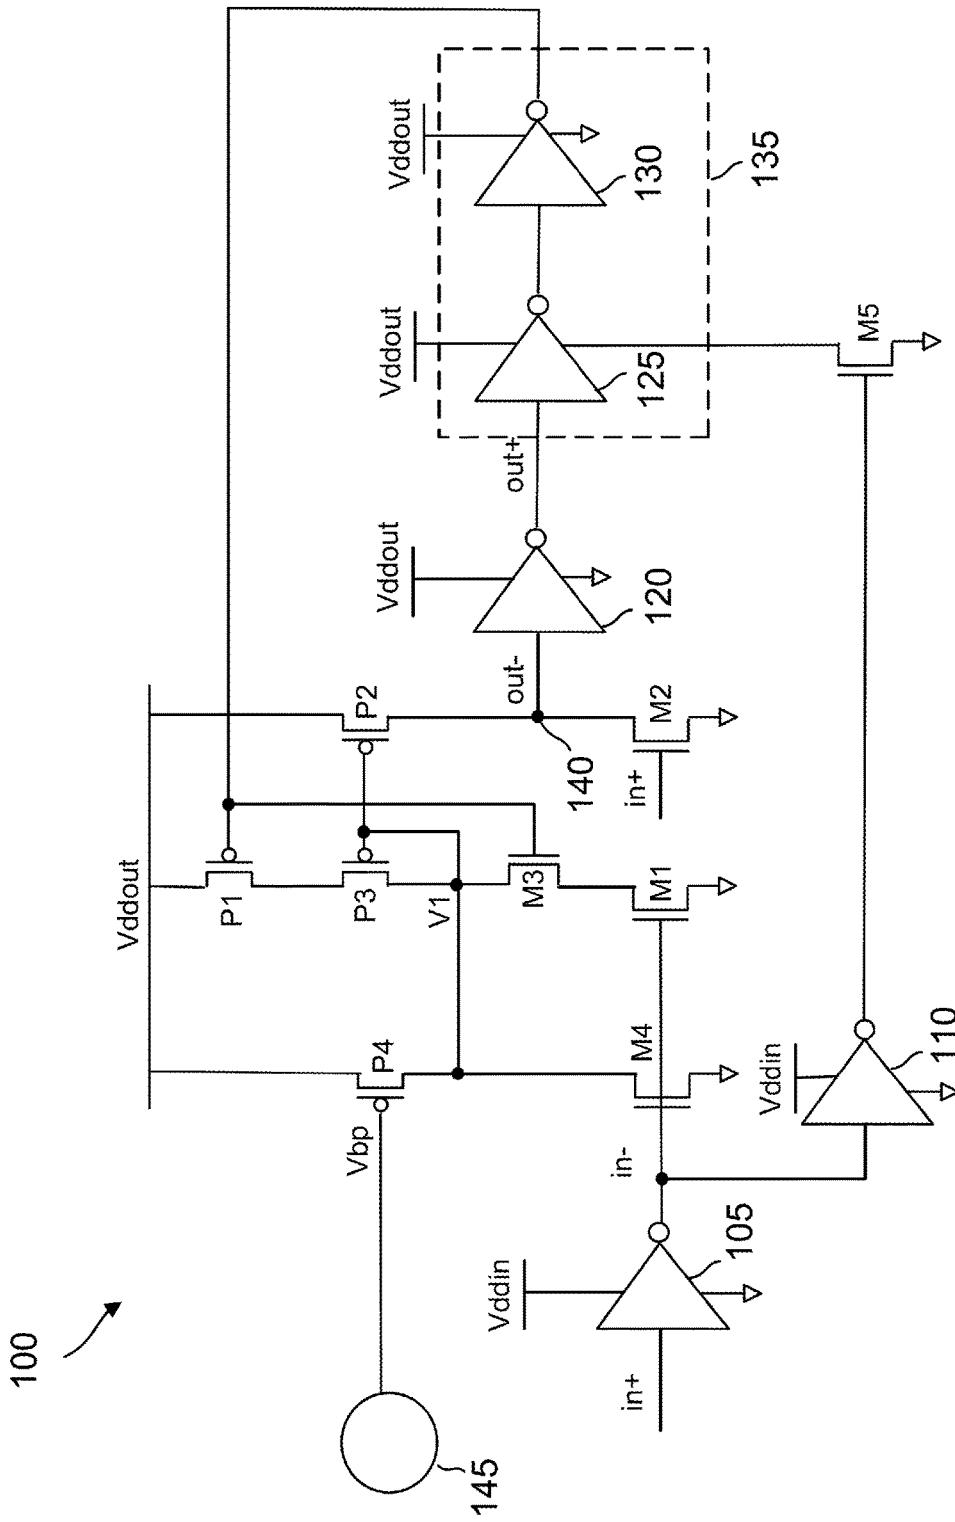 100
Vddout
P1
P2
P3
P4
Vbp
V1
M3
M4
M1
M2
in+
in-
out-
140
145
in+
Vddin
105
Vddin
110
Vddout
120
out+
Vddout
125
Vddout
130
135
M5